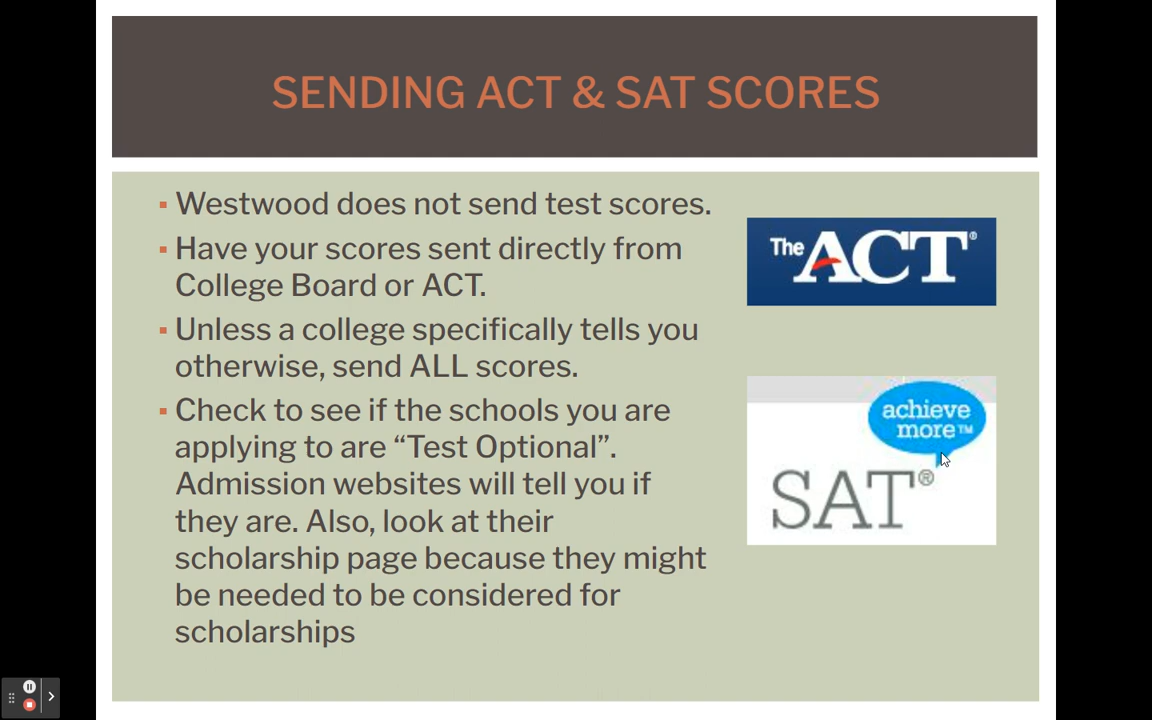 SENDING ACT & SAT SCORES
Westwood does not send test scores.
Have your scores sent directly from
College Board or ACT.
Unless a college specifically tells you
otherwise, send ALL scores.
Check to see if the schools you are
applying to are “Test Optional”.
Admission websites will tell you if
they are. Also, look at their
scholarship page because they might
be needed to be considered for
scholarships
The ACT®
achieve
more™
SAT®